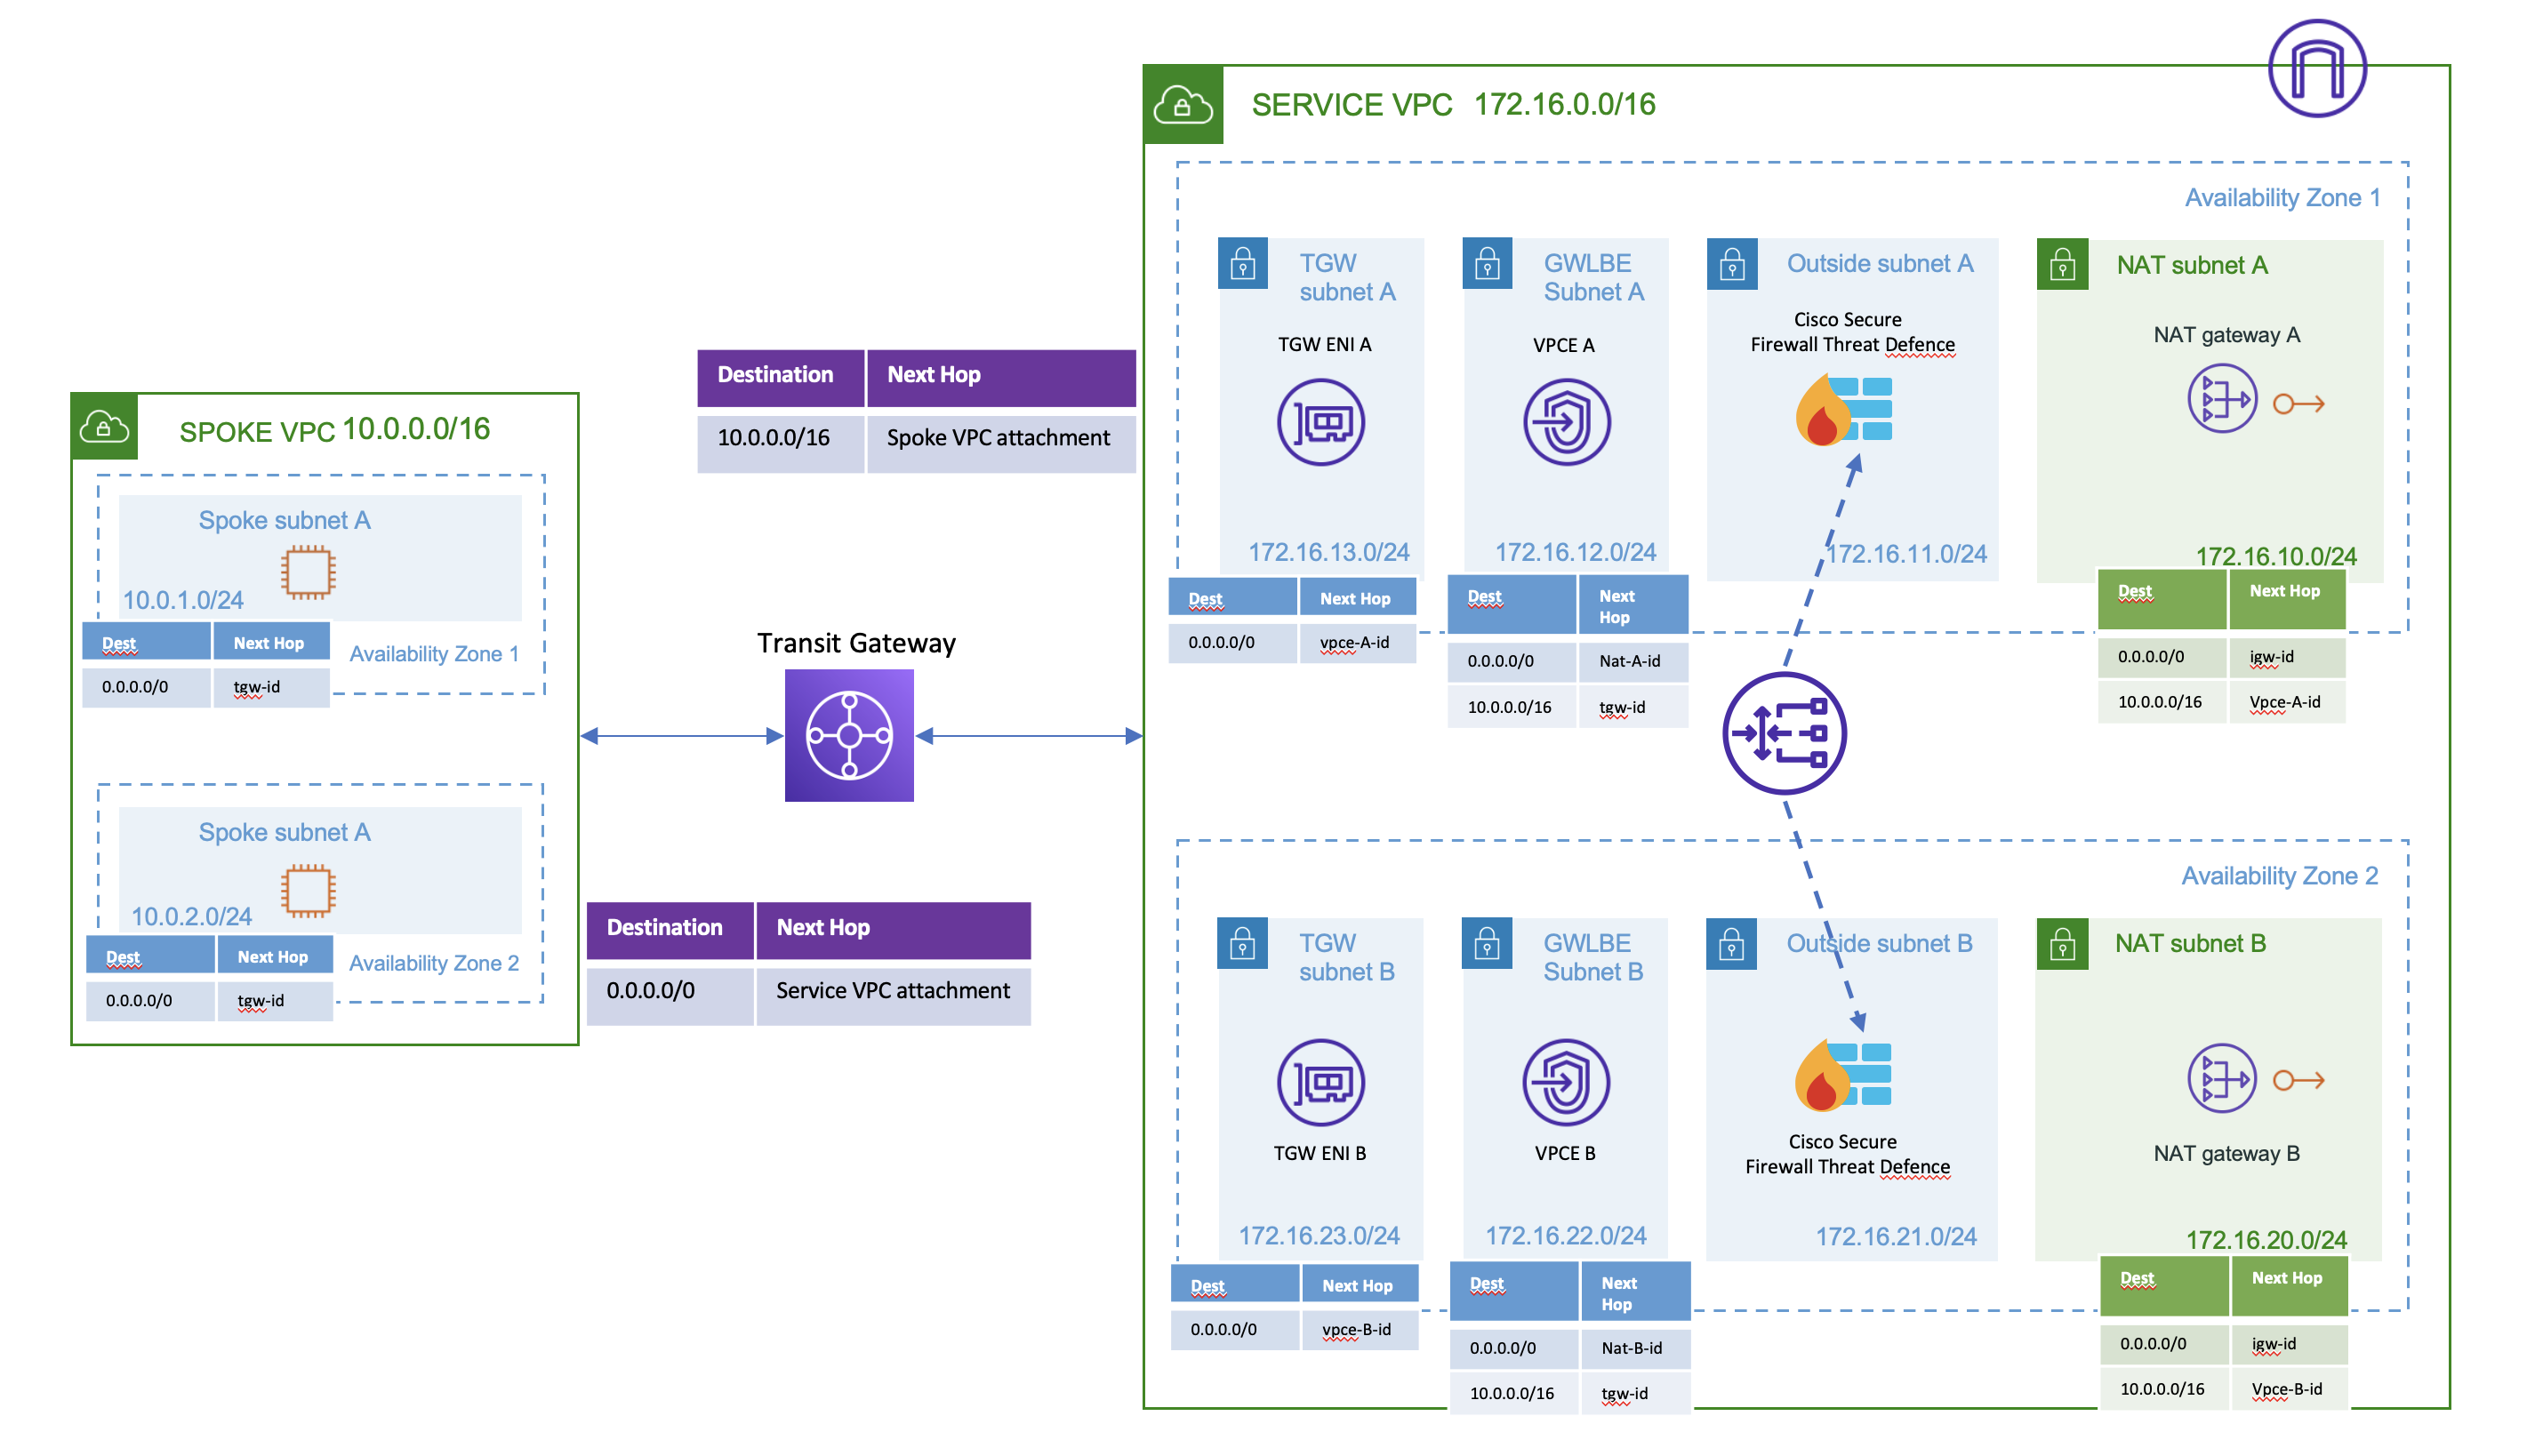 SERVICE VPC 172.16.0.0/16
Availability Zone 1
TGW
subnet A
TGW ENI A
172.16.13.0/24
Dest Next Hop
0.0.0.0/0 vpce-A-id
GWLBE
Subnet A
VPCE A
172.16.12.0/24
Dest Next
Hop
0.0.0.0/0 Nat-A-id
10.0.0.0/16 tgw-id
Outside subnet A
Cisco Secure
Firewall Threat Defence
172.16.11.0/24
NAT subnet A
NAT gateway A
172.16.10.0/24
Dest Next Hop
0.0.0.0/0 igw-id
10.0.0.0/16 Vpce-A-id
Destination Next Hop
10.0.0.0/16 Spoke VPC attachment
SPOKE VPC 10.0.0.0/16
Spoke subnet A
10.0.1.0/24
Dest Next Hop
0.0.0.0/0 tgw-id
Availability Zone 1
Spoke subnet A
10.0.2.0/24
Dest Next Hop
0.0.0.0/0 tgw-id
Availability Zone 2
Transit Gateway
Destination Next Hop
0.0.0.0/0 Service VPC attachment
Availability Zone 2
TGW
subnet B
TGW ENI B
172.16.23.0/24
Dest Next Hop
0.0.0.0/0 vpce-B-id
GWLBE
Subnet B
VPCE B
172.16.22.0/24
Dest Next
Hop
0.0.0.0/0 Nat-B-id
10.0.0.0/16 tgw-id
Outside subnet B
Cisco Secure
Firewall Threat Defence
172.16.21.0/24
NAT subnet B
NAT gateway B
172.16.20.0/24
Dest Next Hop
0.0.0.0/0 igw-id
10.0.0.0/16 Vpce-B-id